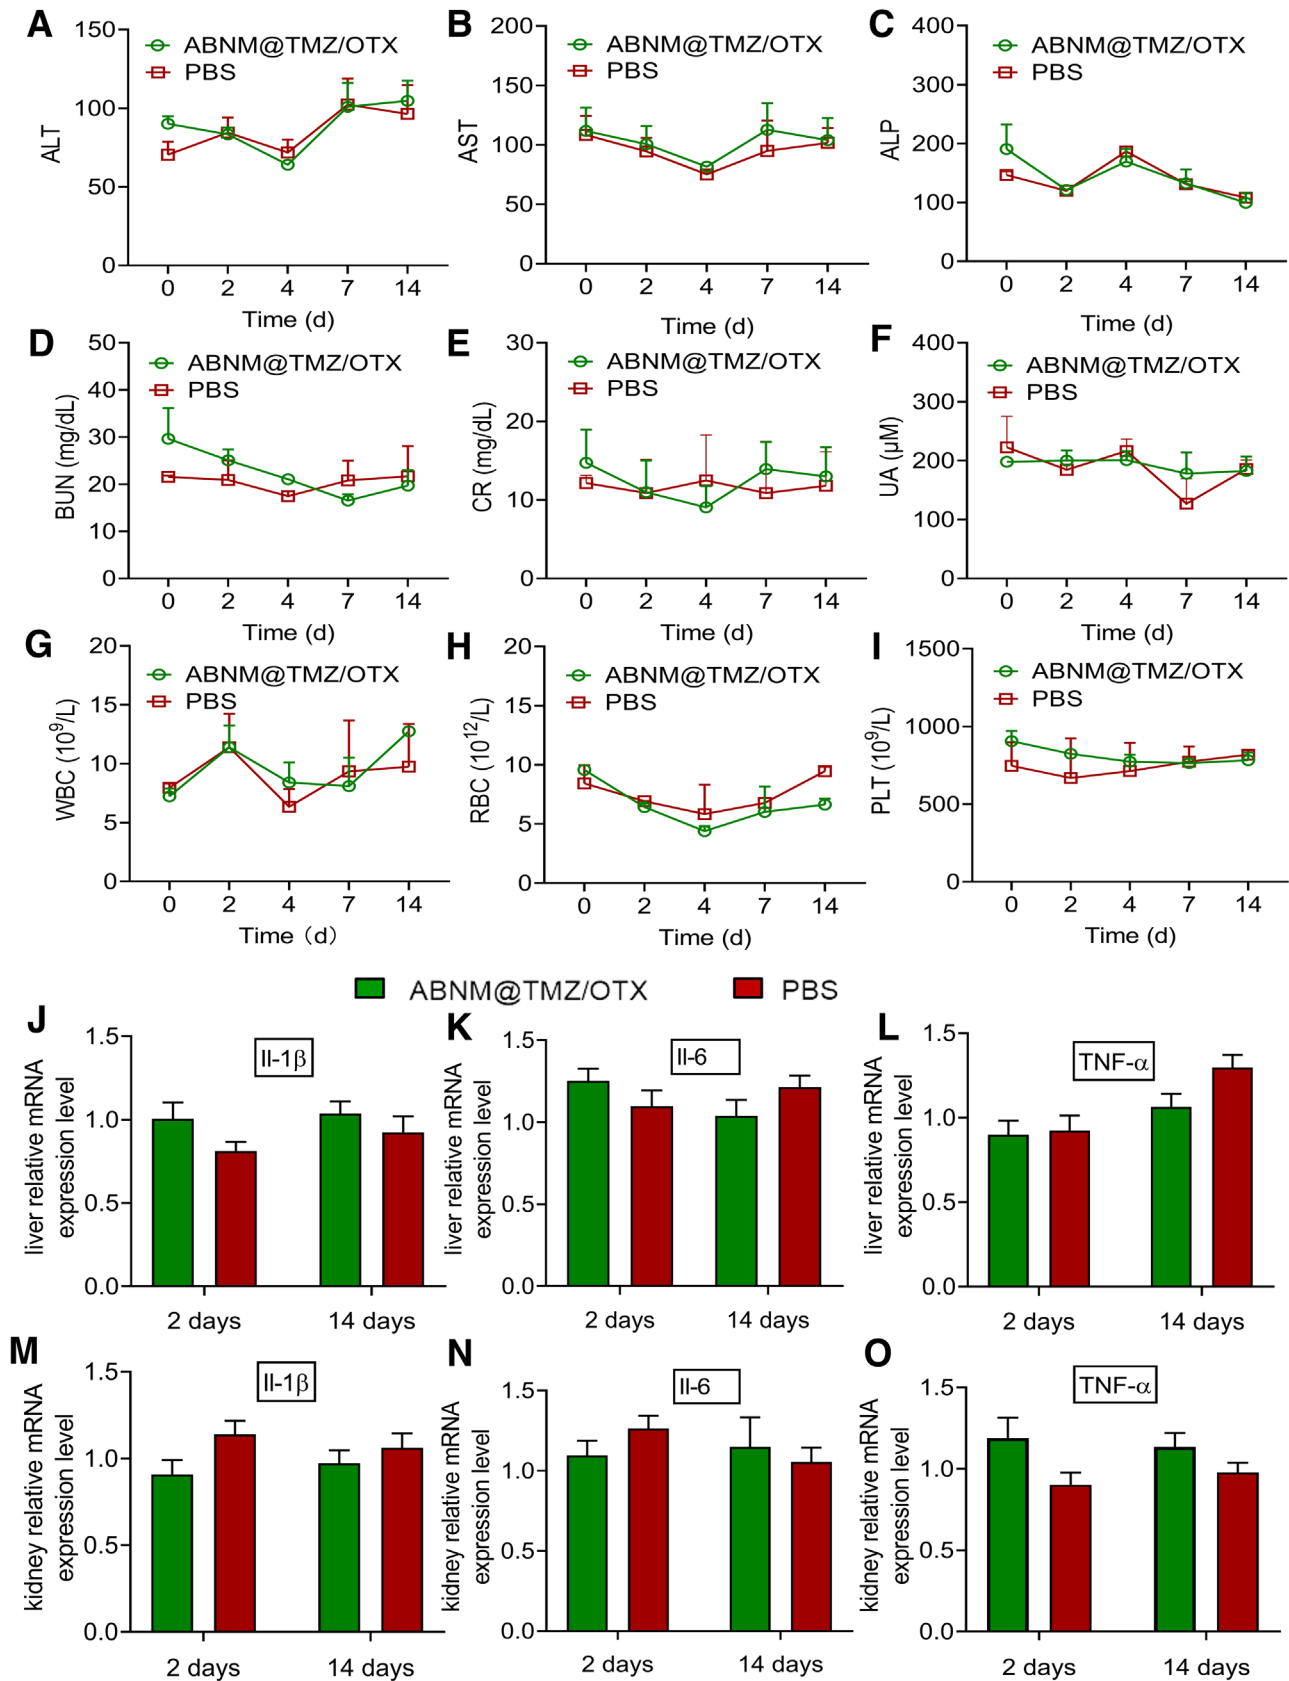 A
150
100
50
0
ALT
ABNM@TMZ/OTX
PBS
0 2 4 7 14
Time (d)
B
200
150
100
50
0
AST
ABNM@TMZ/OTX
PBS
0 2 4 7 14
Time (d)
C
400
300
200
100
0
ALP
ABNM@TMZ/OTX
PBS
0 2 4 7 14
Time (d)
D
50
40
30
20
10
0
BUN (mg/dL)
ABNM@TMZ/OTX
PBS
0 2 4 7 14
Time (d)
E
30
20
10
0
CR (mg/dL)
ABNM@TMZ/OTX
PBS
0 2 4 7 14
Time (d)
F
400
300
200
100
0
UA (µM)
ABNM@TMZ/OTX
PBS
0 2 4 7 14
Time (d)
G
20
15
10
5
0
WBC (10⁹/L)
ABNM@TMZ/OTX
PBS
0 2 4 7 14
Time（d）
H
20
15
10
5
0
RBC (10¹²/L)
ABNM@TMZ/OTX
PBS
0 2 4 7 14
Time (d)
I
1500
1000
500
0
PLT (10⁹/L)
ABNM@TMZ/OTX
PBS
0 2 4 7 14
Time (d)
ABNM@TMZ/OTX PBS
J
1.5
1.0
0.5
0.0
liver relative mRNA
expression level
Il-1β
2 days 14 days
K
1.5
1.0
0.5
0.0
liver relative mRNA
expression level
Il-6
2 days 14 days
L
1.5
1.0
0.5
0.0
liver relative mRNA
expression level
TNF-α
2 days 14 days
M
1.5
1.0
0.5
0.0
kidney relative mRNA
expression level
Il-1β
2 days 14 days
N
1.5
1.0
0.5
0.0
kidney relative mRNA
expression level
Il-6
2 days 14 days
O
1.5
1.0
0.5
0.0
kidney relative mRNA
expression level
TNF-α
2 days 14 days